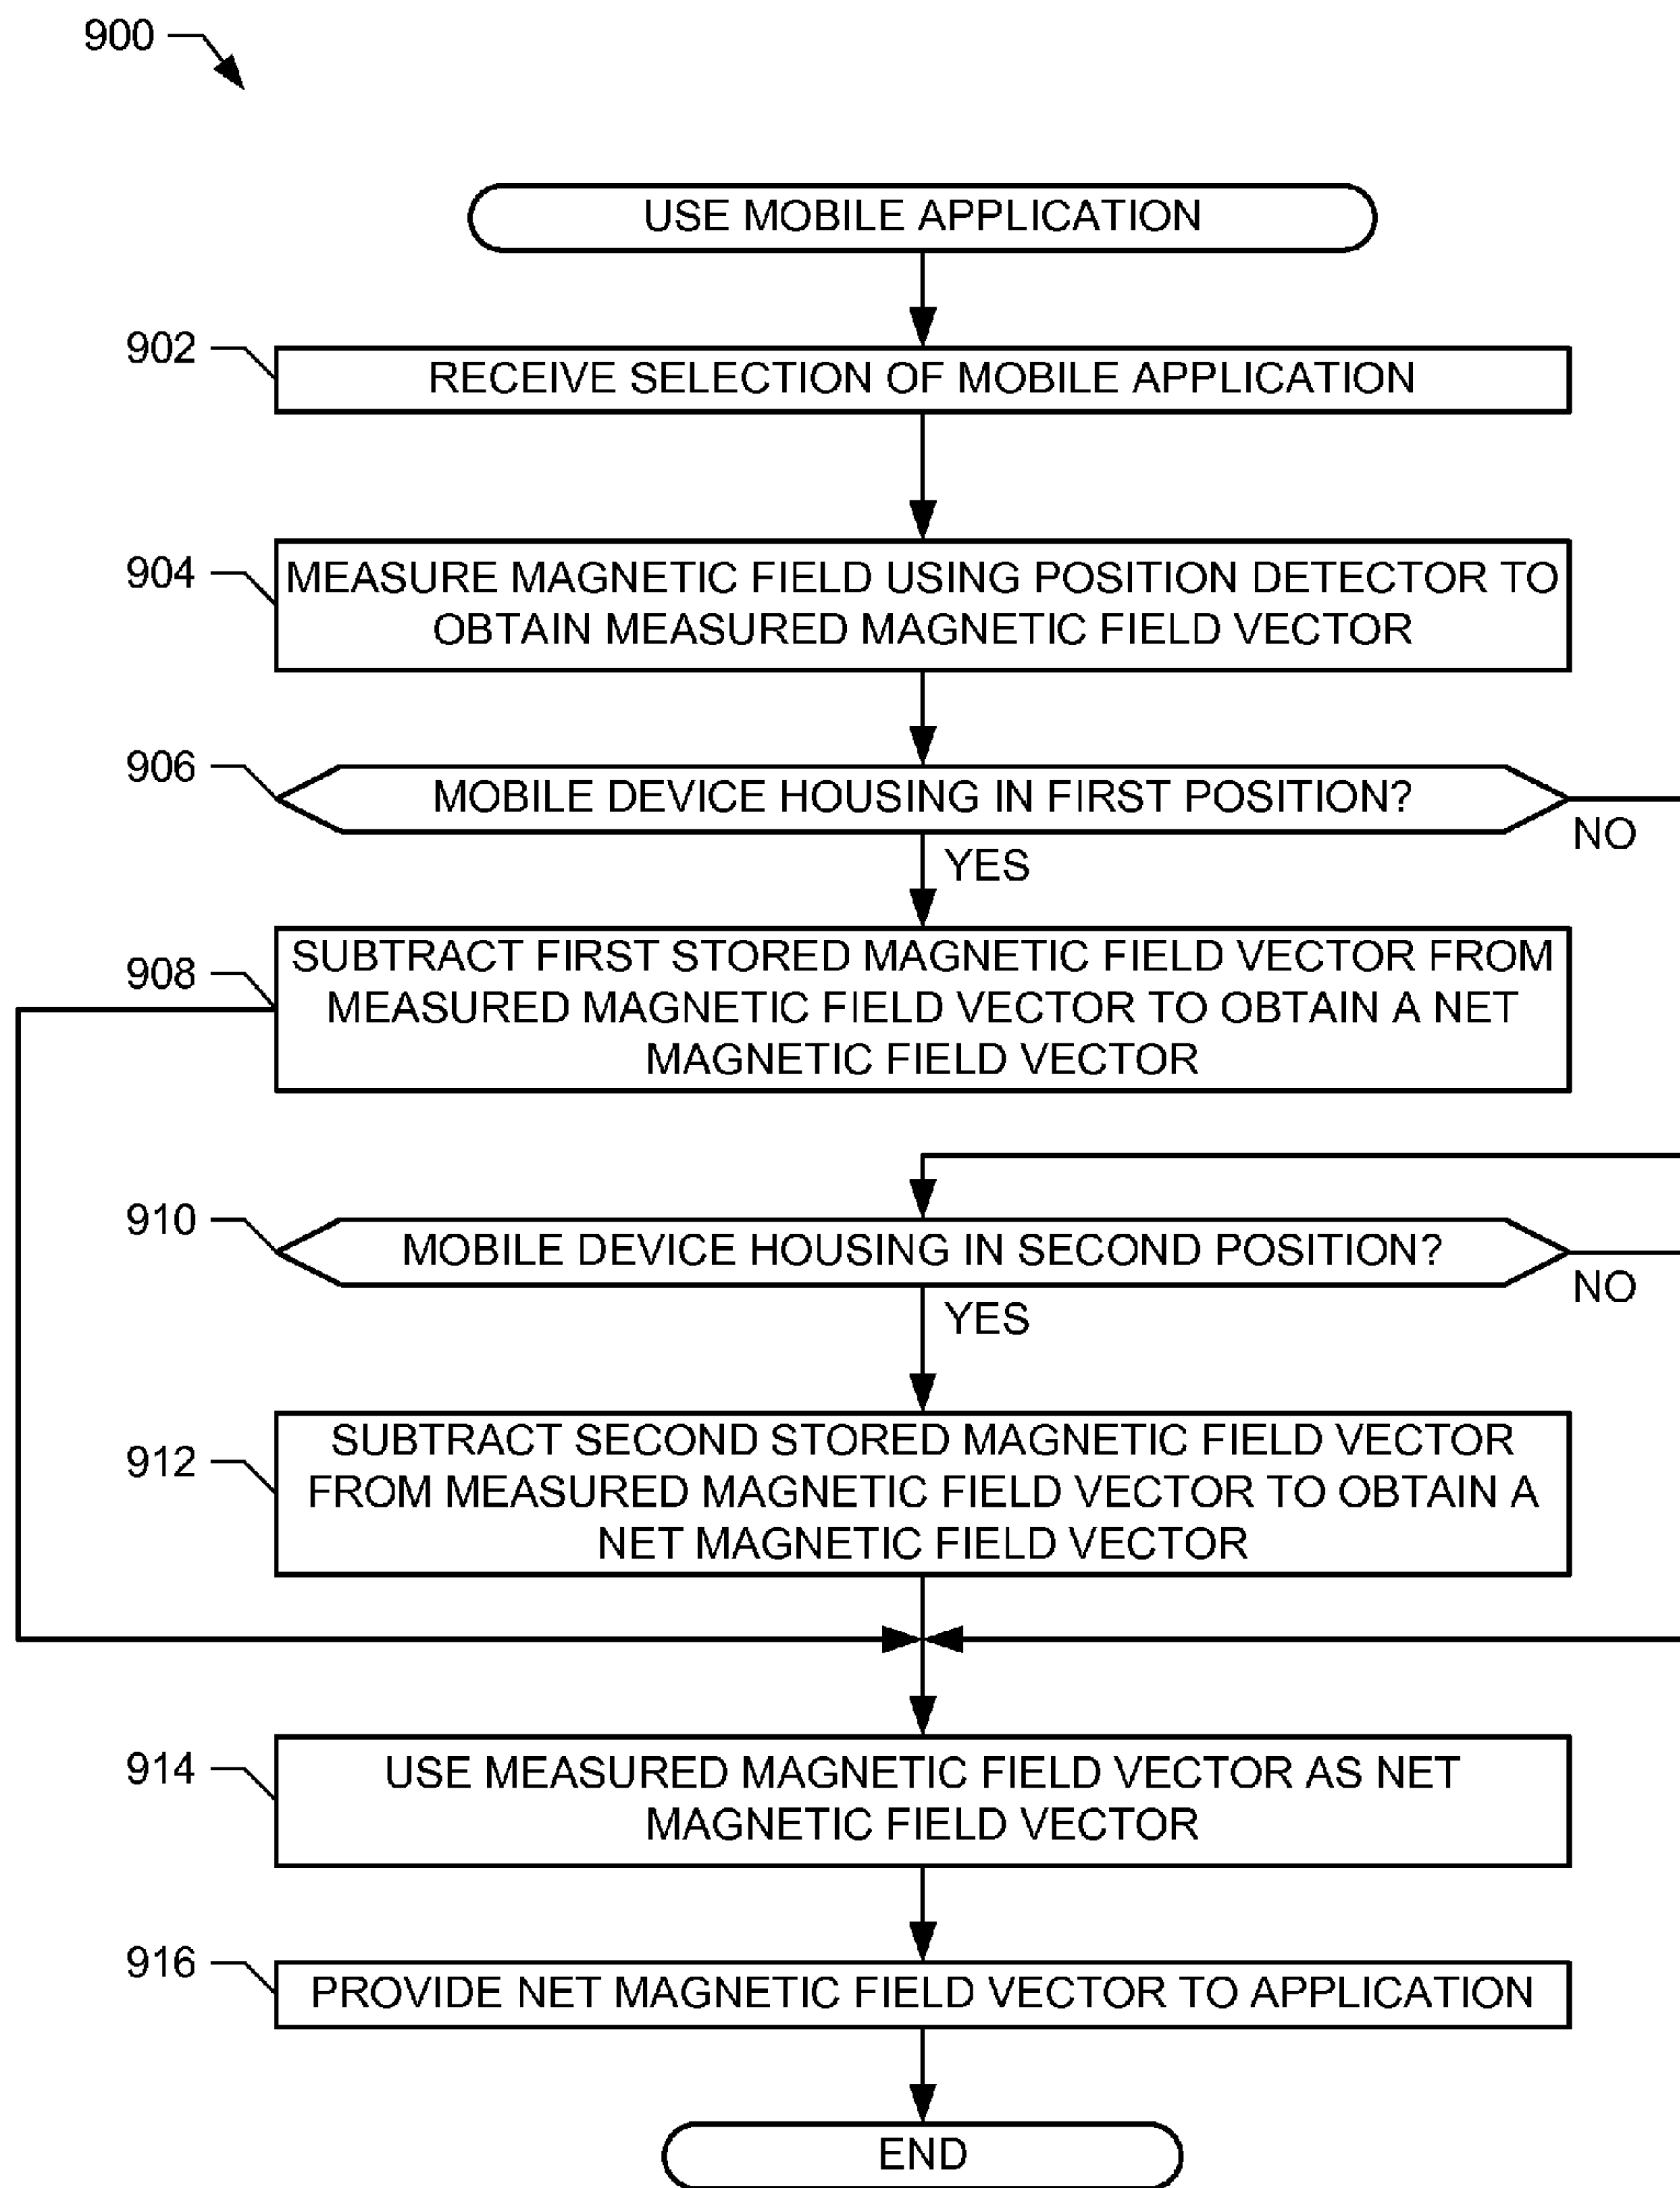 900
USE MOBILE APPLICATION
902
RECEIVE SELECTION OF MOBILE APPLICATION
904
MEASURE MAGNETIC FIELD USING POSITION DETECTOR TO
OBTAIN MEASURED MAGNETIC FIELD VECTOR
906
MOBILE DEVICE HOUSING IN FIRST POSITION?
NO
YES
908
SUBTRACT FIRST STORED MAGNETIC FIELD VECTOR FROM
MEASURED MAGNETIC FIELD VECTOR TO OBTAIN A NET
MAGNETIC FIELD VECTOR
910
MOBILE DEVICE HOUSING IN SECOND POSITION?
NO
YES
912
SUBTRACT SECOND STORED MAGNETIC FIELD VECTOR
FROM MEASURED MAGNETIC FIELD VECTOR TO OBTAIN A
NET MAGNETIC FIELD VECTOR
914
USE MEASURED MAGNETIC FIELD VECTOR AS NET
MAGNETIC FIELD VECTOR
916
PROVIDE NET MAGNETIC FIELD VECTOR TO APPLICATION
END